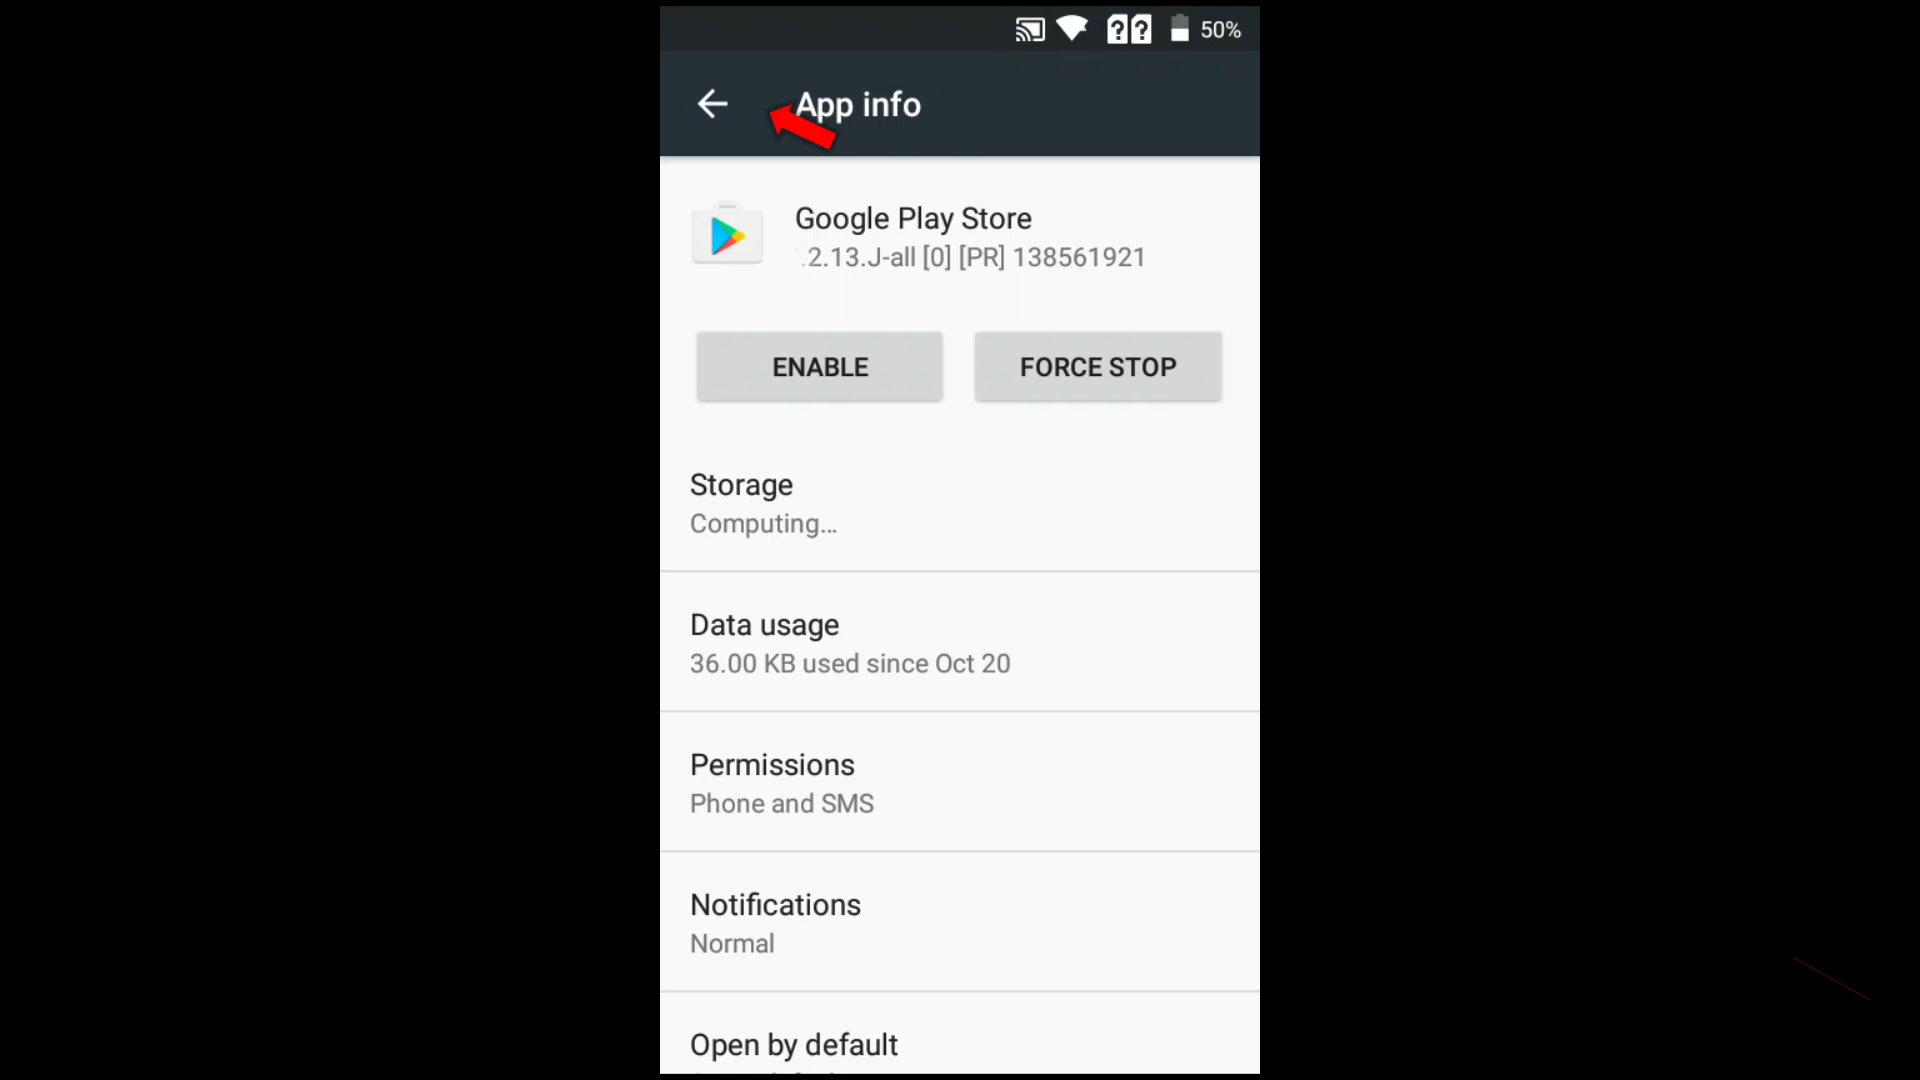 50%
App info
Google Play Store
.2.13.J-all [0] [PR] 138561921
ENABLE
FORCE STOP
Storage
Computing...
Data usage
36.00 KB used since Oct 20
Permissions
Phone and SMS
Notifications
Normal
Open by default